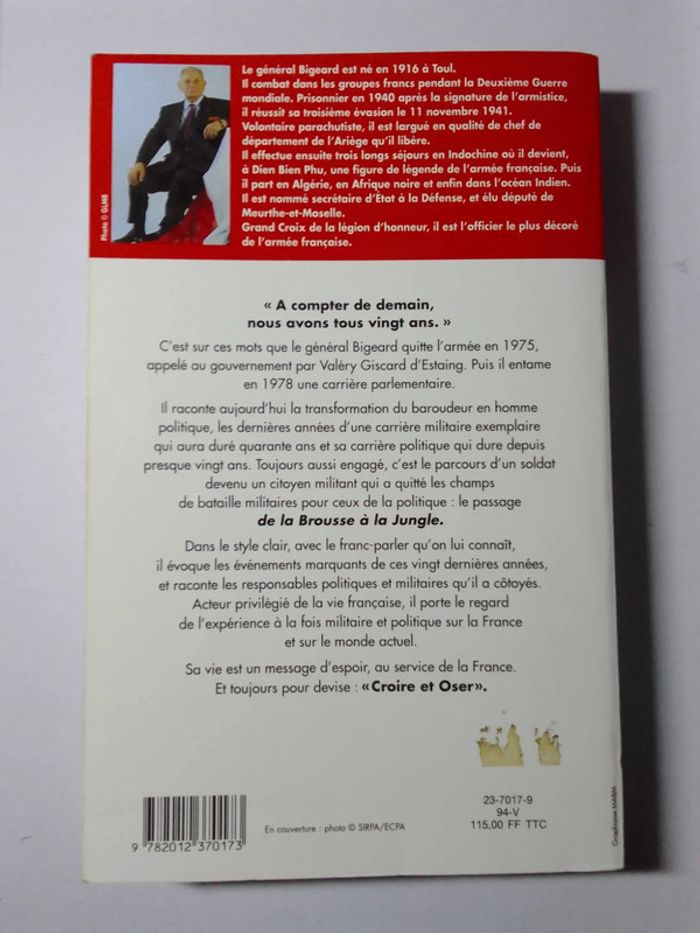 Photo © GLMR
Le général Bigeard est né en 1916 à Toul.
Il combat dans les groupes francs pendant la Deuxième Guerre
mondiale. Prisonnier en 1940 après la signature de l'armistice,
il réussit sa troisième évasion le 11 novembre 1941.
Volontaire parachutiste, il est largué en qualité de chef de
département de l'Ariège qu'il libère.
Il effectue ensuite trois longs séjours en Indochine où il devient,
à Dien Bien Phu, une figure de légende de l'armée française. Puis
il part en Algérie, en Afrique noire et enfin dans l'océan Indien.
Il est nommé secrétaire d'Etat à la Défense, et élu député de
Meurthe-et-Moselle.
Grand Croix de la légion d'honneur, il est l'officier le plus décoré
de l'armée française.
« A compter de demain,
nous avons tous vingt ans. »
C'est sur ces mots que le général Bigeard quitte l'armée en 1975,
appelé au gouvernement par Valéry Giscard d'Estaing. Puis il entame
en 1978 une carrière parlementaire.
Il raconte aujourd'hui la transformation du baroudeur en homme
politique, les dernières années d'une carrière militaire exemplaire
qui aura duré quarante ans et sa carrière politique qui dure depuis
presque vingt ans. Toujours aussi engagé, c'est le parcours d'un soldat
devenu un citoyen militant qui a quitté les champs
de bataille militaires pour ceux de la politique : le passage
de la Brousse à la Jungle.
Dans le style clair, avec le franc-parler qu'on lui connaît,
il évoque les événements marquants de ces vingt dernières années,
et raconte les responsables politiques et militaires qu'il a côtoyés.
Acteur privilégié de la vie française, il porte le regard
de l'expérience à la fois militaire et politique sur la France
et sur le monde actuel.
Sa vie est un message d'espoir, au service de la France.
Et toujours pour devise : « Croire et Oser ».
9 782012 370173
En couverture : photo © SIRPA/ECPA
23-7017-9
94-V
115,00 FF TTC
Graphisme MABM